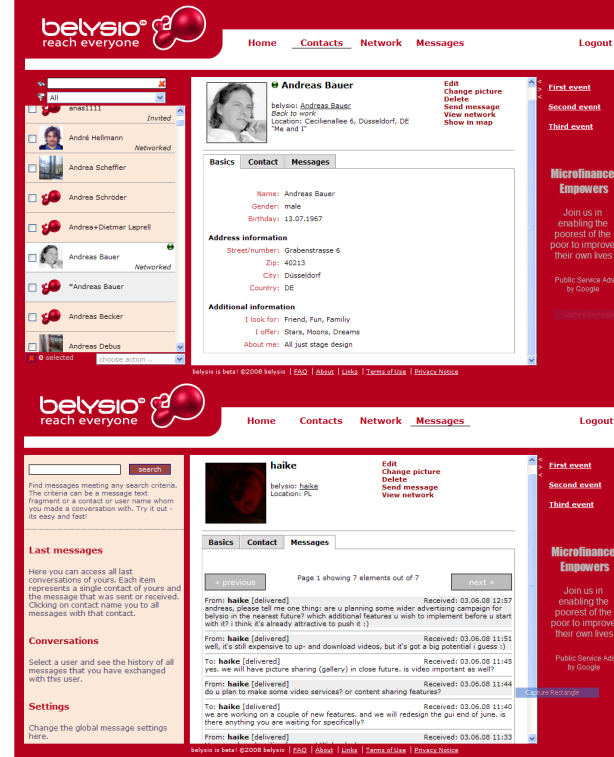 belysio
reach everyone
Home Contacts Network Messages Logout
All
anas1111
Invited
André Hellmann
Networked
Andrea Scheffler
Andrea Schröder
Andrea+Dietmar Laprell
Andreas Bauer
Networked
*Andreas Bauer
Andreas Becker
Andreas Debus
x 0 selected choose action ..
Andreas Bauer
belysio: Andreas Bauer
Back to work
Location: Cecilienallee 6, Düsseldorf, DE
"Me and I"
Edit
Change picture
Delete
Send message
View network
Show in map
Basics Contact Messages
Name: Andreas Bauer
Gender: male
Birthday: 13.07.1967
Address information
Street/number: Grabenstrasse 6
Zip: 40213
City: Düsseldorf
Country: DE
Additional information
I look for: Friend, Fun, Familiy
I offer: Stars, Moons, Dreams
About me: All just stage design
< > <
First event
Second event
Third event
Microfinance
Empowers
Join us in
enabling the
poorest of the
poor to improve
their own lives
Public Service Ads
by Google
Capture Rectangle
belysio is beta! ©2008 belysio | FAQ | About | Links | Terms of Use | Privacy Notice
belysio
reach everyone
Home Contacts Network Messages Logout
search
Find messages meeting any search criteria.
The criteria can be a message text
fragment or a contact or user name whom
you made a conversation with. Try it out -
its easy and fast!
Last messages
Here you can access all last
conversations of yours. Each item
represents a single contact of yours and
the message that was sent or received.
Clicking on contact name you to all
messages with that contact.
Conversations
Select a user and see the history of all
messages that you have exchanged
with this user.
Settings
Change the global message settings
here.
haike
belysio: haike
Location: PL
Edit
Change picture
Delete
Send message
View network
Basics Contact Messages
« previous Page 1 showing 7 elements out of 7 next »
From: haike [delivered] Received: 03.06.08 12:57
andreas, please tell me one thing: are u planning some wider advertising campaign for
belysio in the nearest future? which additional features u wish to implement before u start
with it? i think it's already attractive to push it :)
From: haike [delivered] Received: 03.06.08 11:51
well, it's still expensive to up- and download videos, but it's got a big potential i guess :)
To: haike [delivered] Received: 03.06.08 11:45
yes. we will have picture sharing (gallery) in close future. is video important as well?
From: haike [delivered] Received: 03.06.08 11:44
do u plan to make some video services? or content sharing features?
To: haike [delivered] Received: 03.06.08 11:40
we are working on a couple of new features. and we will redesign the gui end of june. is
there anything you are waiting for specifically?
From: haike [delivered] Received: 03.06.08 11:33
< > <
First event
Second event
Third event
Microfinance
Empowers
Join us in
enabling the
poorest of the
poor to improve
their own lives
Public Service Ads
by Google
Capture Rectangle
belysio is beta! ©2008 belysio | FAQ | About | Links | Terms of Use | Privacy Notice